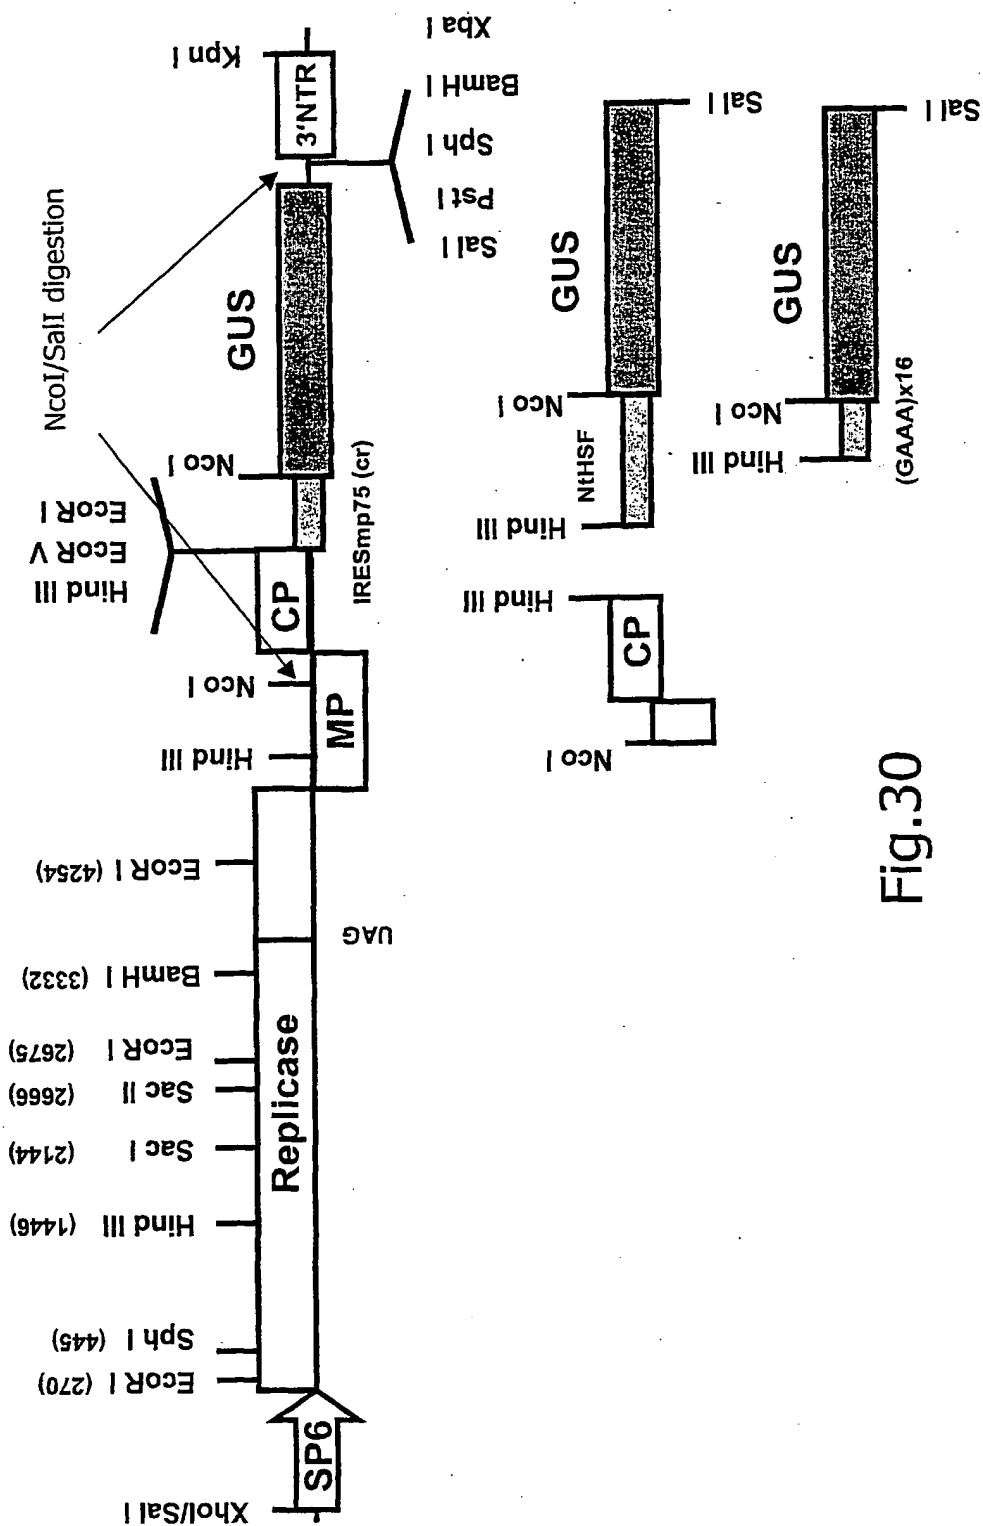 NcoI/SalI digestion
XhoI/Sal I
SP6
EcoR I (270)
Sph I (445)
Hind III (1446)
Sac I (2144)
Sac II (2666)
EcoR I (2675)
BamH I (3332)
EcoR I (4254)
Replicase
UAG
Hind III
Nco I
MP
CP
Hind III
EcoR V
EcoR I
IRESmp75 (cr)
Nco I
GUS
Sal I
Pst I
Sph I
BamH I
3'NTR
Kpn I
Xba I
Nco I
CP
Hind III
Hind III
NtHSF
Nco I
GUS
Sal I
Hind III
(GAAA)x16
Nco I
GUS
Sal I
Fig.30